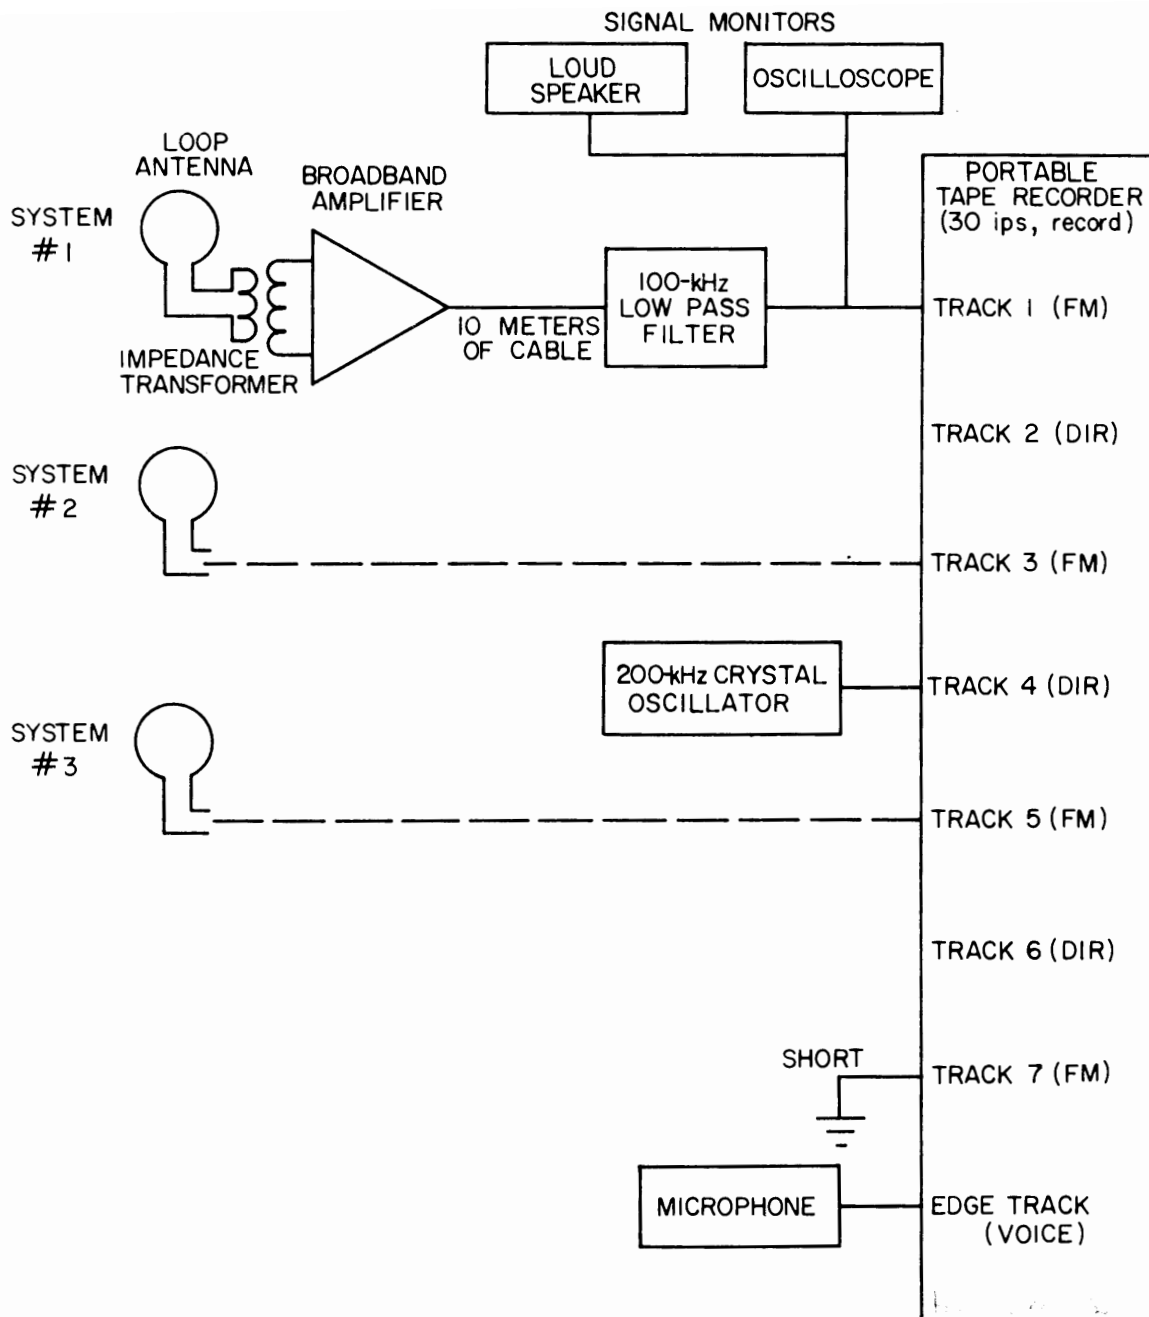 SIGNAL MONITORS
LOUD
SPEAKER
OSCILLOSCOPE
LOOP
ANTENNA
BROADBAND
AMPLIFIER
SYSTEM
#1
IMPEDANCE
TRANSFORMER
10 METERS
OF CABLE
100-kHz
LOW PASS
FILTER
PORTABLE
TAPE RECORDER
(30 ips, record)
TRACK 1 (FM)
TRACK 2 (DIR)
SYSTEM
#2
TRACK 3 (FM)
200-kHz CRYSTAL
OSCILLATOR
TRACK 4 (DIR)
SYSTEM
#3
TRACK 5 (FM)
TRACK 6 (DIR)
SHORT
TRACK 7 (FM)
MICROPHONE
EDGE TRACK
(VOICE)